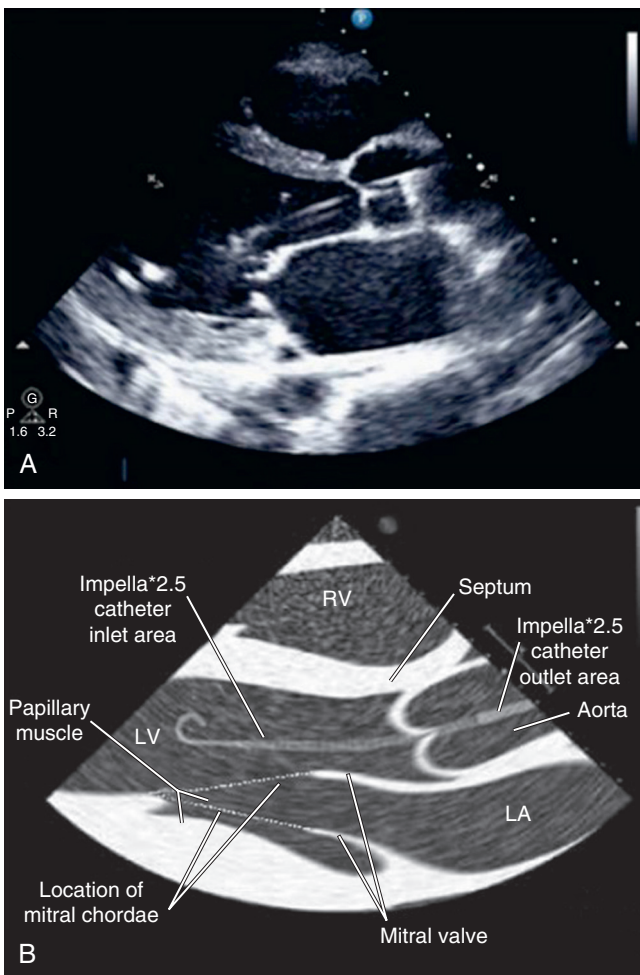 P
G
P R
1.6 3.2
A
Impella*2.5
catheter
inlet area
RV
Septum
Impella*2.5
catheter
outlet area
Aorta
Papillary
muscle
LV
LA
Location of
mitral chordae
Mitral valve
B